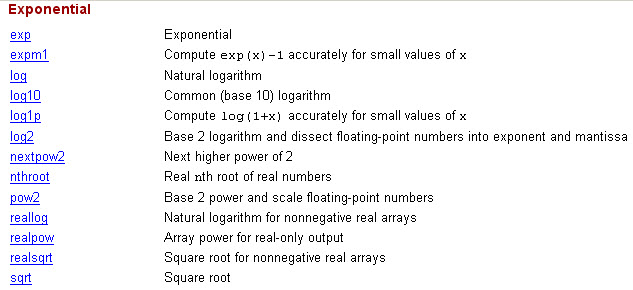 Exponential
exp Exponential
expm1 Compute exp(x)-1 accurately for small values of x
log Natural logarithm
log10 Common (base 10) logarithm
log1p Compute log(1+x) accurately for small values of x
log2 Base 2 logarithm and dissect floating-point numbers into exponent and mantissa
nextpow2 Next higher power of 2
nthroot Real nth root of real numbers
pow2 Base 2 power and scale floating-point numbers
reallog Natural logarithm for nonnegative real arrays
realpow Array power for real-only output
realsqrt Square root for nonnegative real arrays
sqrt Square root